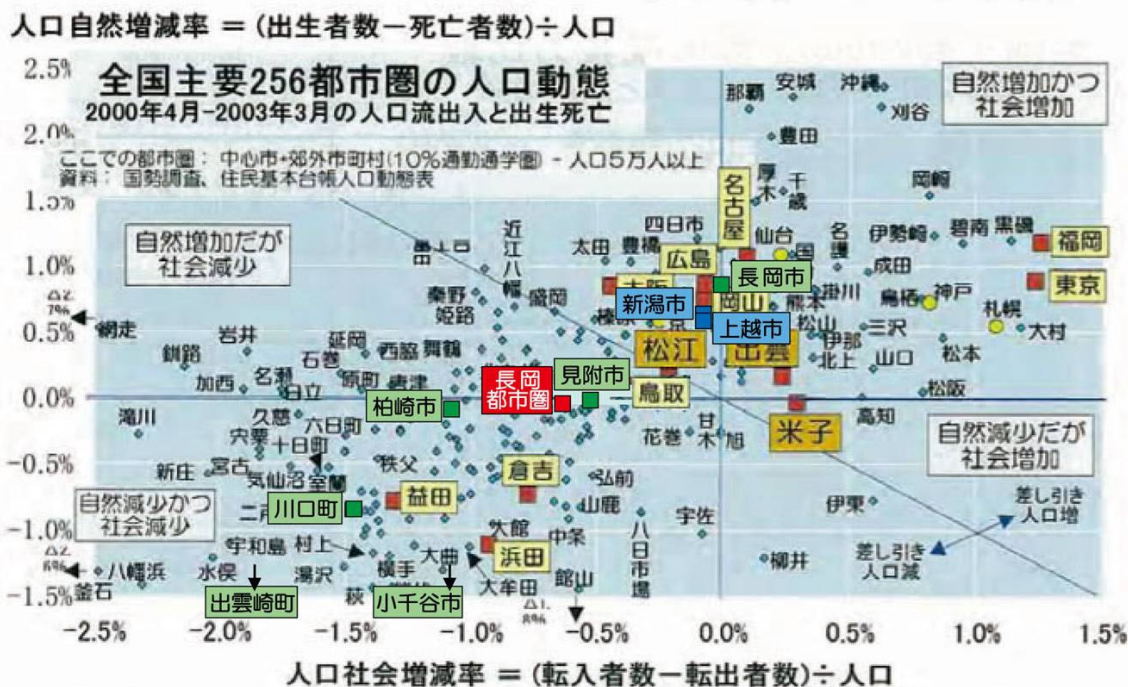 人口自然増減率 = (出生者数－死亡者数)÷人口
全国主要256都市圏の人口動態
2000年4月-2003年3月の人口流出入と出生死亡
ここでの都市圏: 中心市+郊外市町村(10%通勤通学圏) - 人口5万人以上
資料: 国勢調査、住民基本台帳人口動態表
2.5%
2.0%
1.5%
1.0%
0.5%
0.0%
-0.5%
-1.0%
-1.5%
自然増加かつ
社会増加
自然増加だが
社会減少
自然減少だが
社会増加
自然減少かつ
社会減少
那覇
安城
沖縄
刈谷
豊田
厚木
千歳
岡崎
名古屋
四日市
仙台
名護
伊勢崎
碧南
黒磯
福岡
近江八幡
太田
豊橋
広島
長岡市
成田
東京
秦野
盛岡
新潟市
岡山
熊本
掛川
鳥栖
神戸
姫路
上越市
松山
三沢
札幌
大村
網走
岩井
延岡
西脇
舞鶴
松江
出雲
伊那
北上
山口
松本
釧路
石巻
加西
名瀬
日立
原町
唐津
長岡
都市圏
見附市
鳥取
松阪
柏崎市
滝川
久慈
六日町
花巻
甘木
旭
米子
高知
宍粟
十日町
新庄
宮古
気仙沼
室蘭
秩父
倉吉
弘前
川口町
益田
山鹿
伊東
差し引き
人口増
宇佐
八日市場
大館
浜田
中条
宇和島
村上
大曲
柳井
差し引き
人口減
釜石
八幡浜
水俣
湯沢
横手
大牟田
館山
萩
出雲崎町
小千谷市
-2.5%
-2.0%
-1.5%
-1.0%
-0.5%
0.0%
0.5%
1.0%
1.5%
人口社会増減率 = (転入者数－転出者数)÷人口